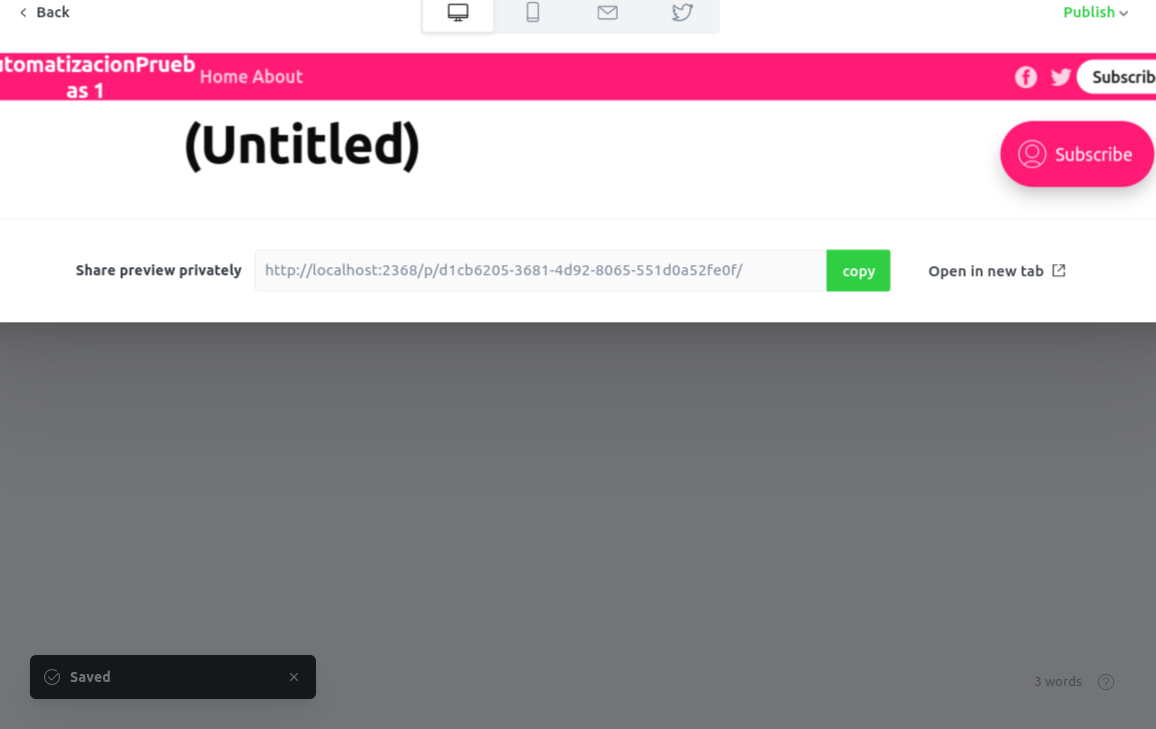 Back
Publish
utomatizacionPrueb
as 1
Home About
Subscrib
(Untitled)
Subscribe
Share preview privately
http://localhost:2368/p/d1cb6205-3681-4d92-8065-551d0a52fe0f/
copy
Open in new tab
Saved
3 words